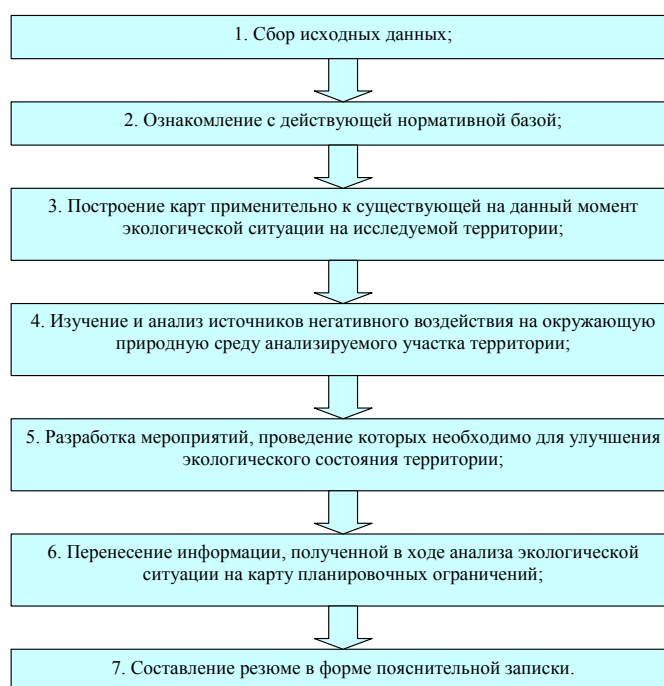 1. Сбор исходных данных;
2. Ознакомление с действующей нормативной базой;
3. Построение карт применительно к существующей на данный момент
экологической ситуации на исследуемой территории;
4. Изучение и анализ источников негативного воздействия на окружающую
природную среду анализируемого участка территории;
5. Разработка мероприятий, проведение которых необходимо для улучшения
экологического состояния территории;
6. Перенесение информации, полученной в ходе анализа экологической
ситуации на карту планировочных ограничений;
7. Составление резюме в форме пояснительной записки.